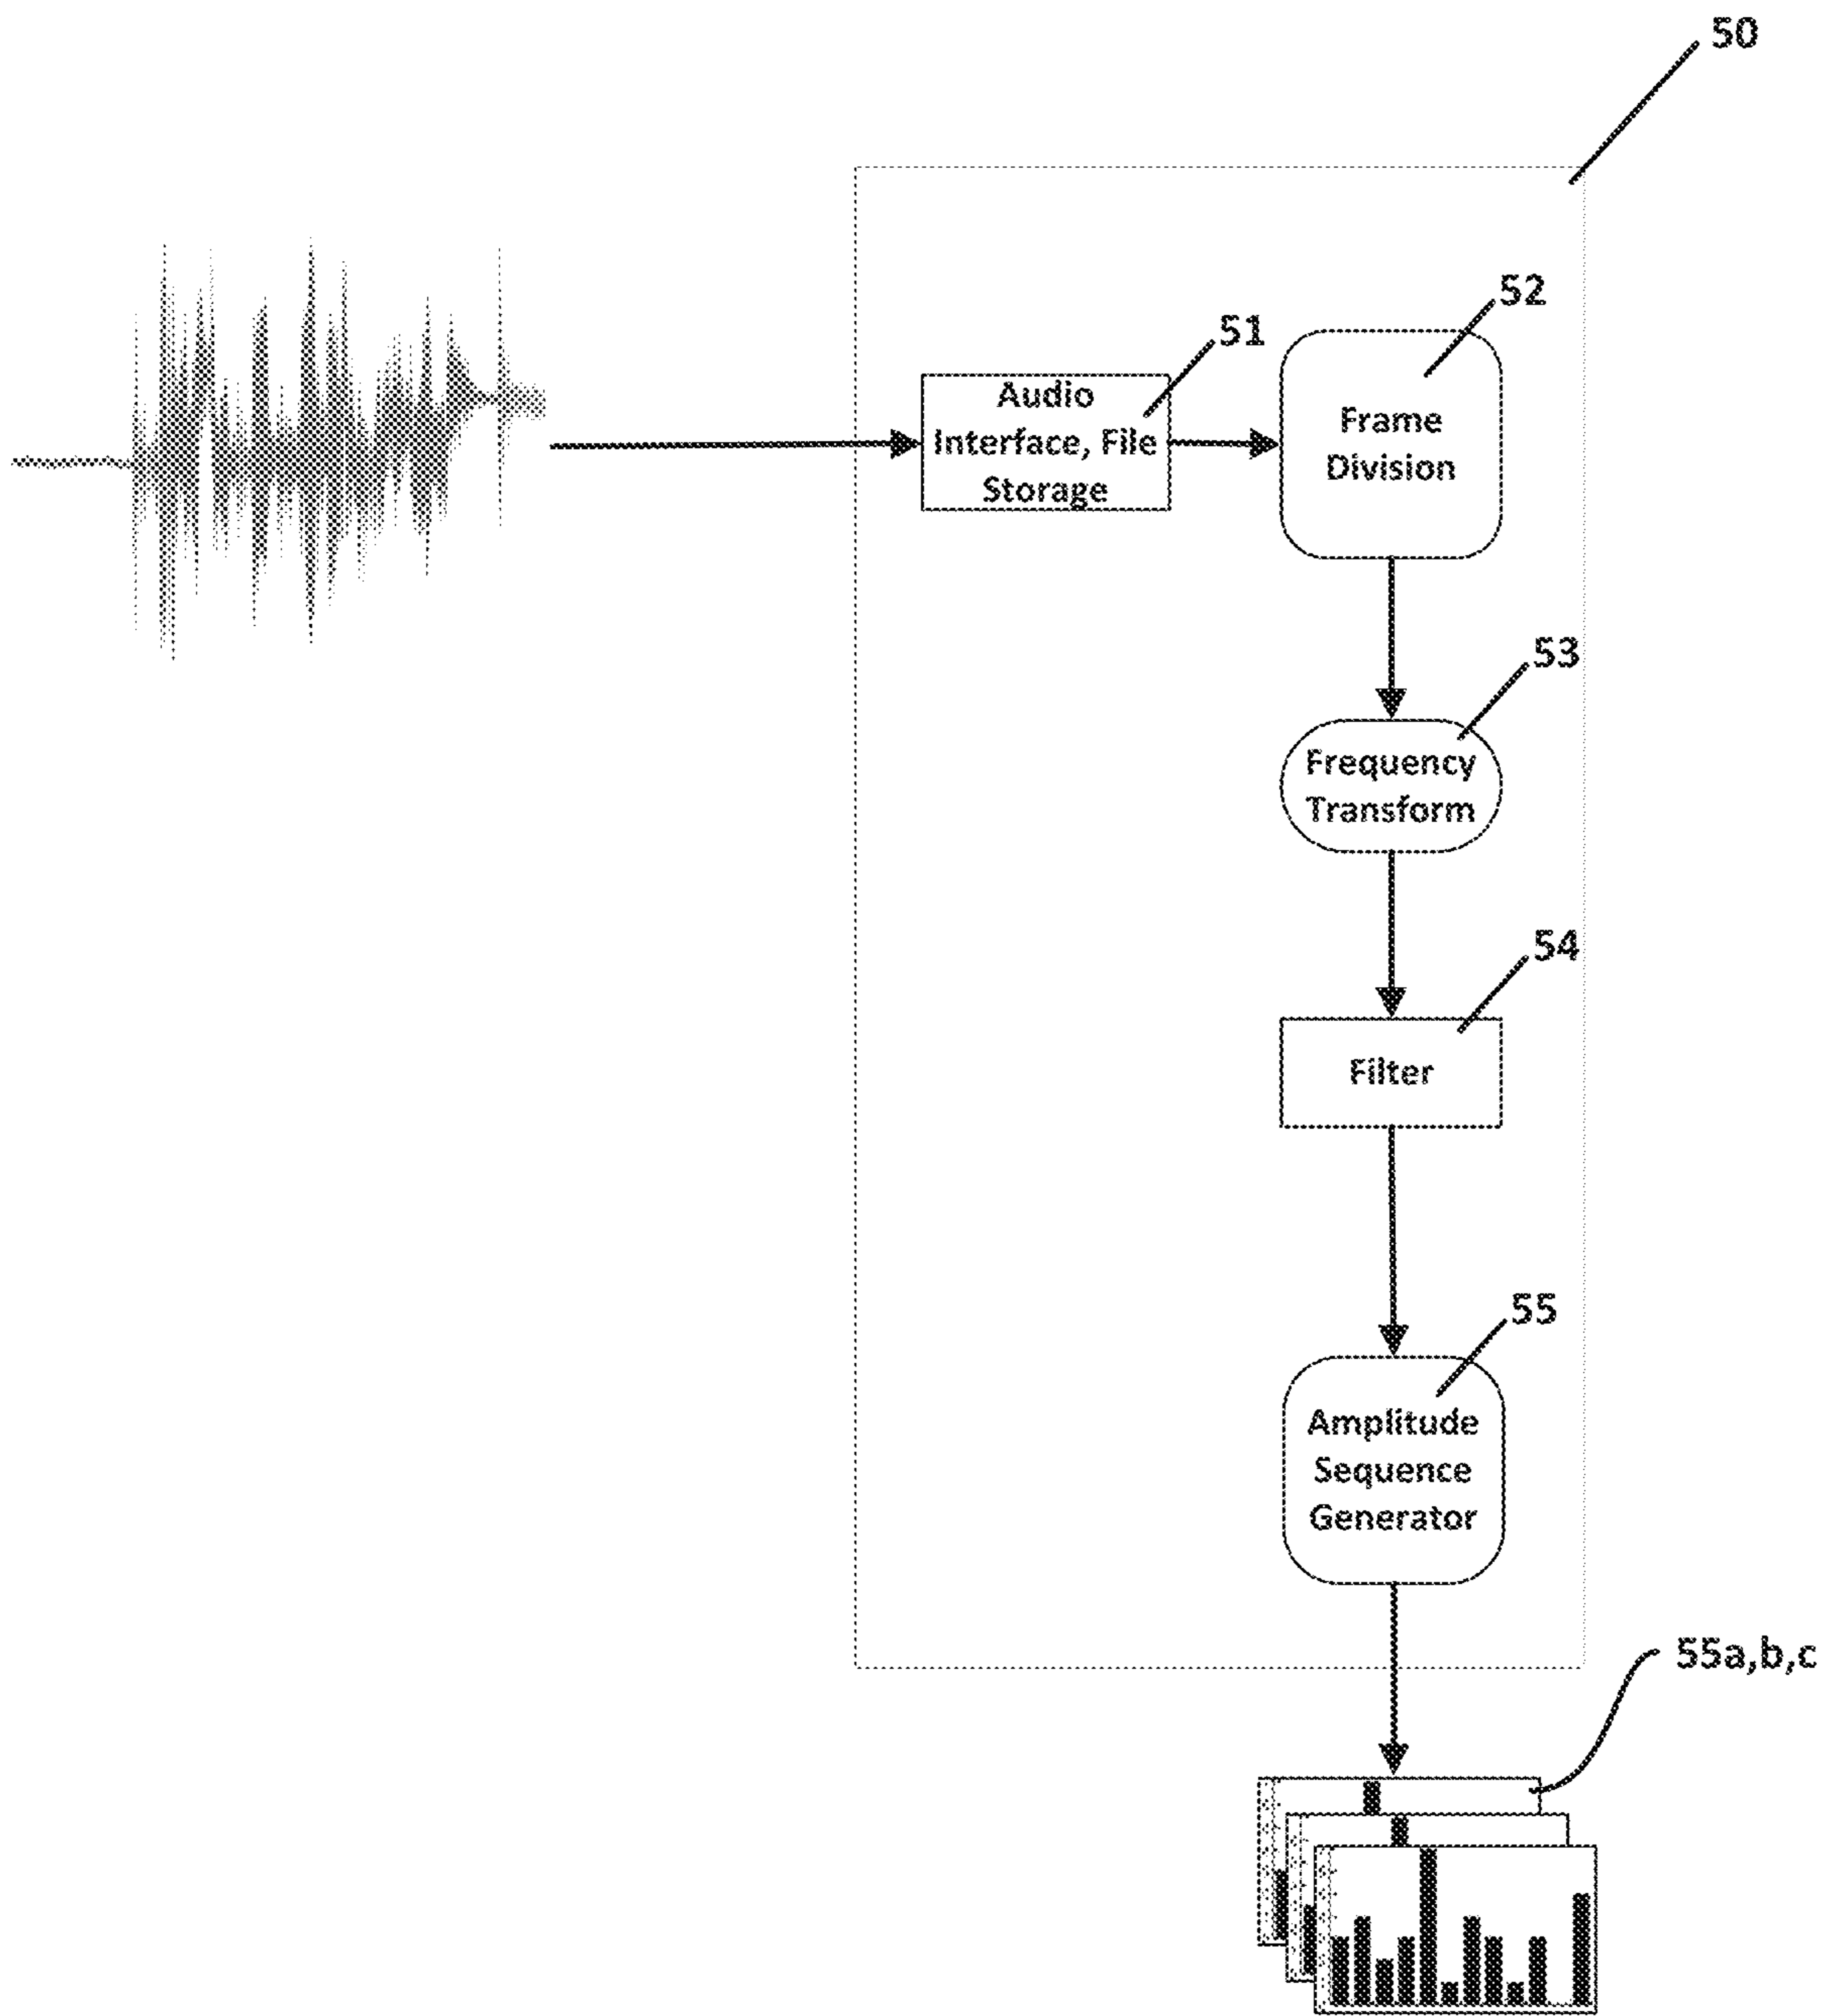 50
52
51
Audio
Interface, File
Storage
Frame
Division
53
Frequency
Transform
54
Filter
55
Amplitude
Sequence
Generator
55a,b,c